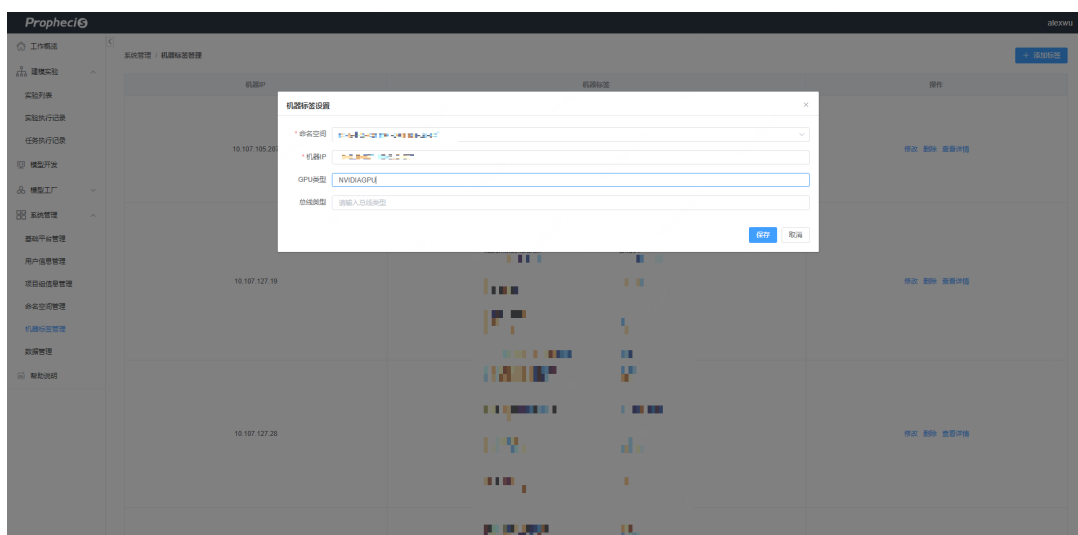 PropheciS
alexwu
工作概览
系统管理 / 机器标签管理
+ 添加标签
建模实验
实验列表
实验执行记录
任务执行记录
模型开发
模型工厂
系统管理
基础平台管理
用户信息管理
项目组信息管理
命名空间管理
机器标签管理
数据管理
帮助说明
机器IP
机器标签
操作
10.107.105.207
修改 删除 查看详情
10.107.127.19
修改 删除 查看详情
10.107.127.28
修改 删除 查看详情
机器标签设置
* 命名空间
* 机器IP
GPU类型
NVIDIAGPU
总线类型
请输入总线类型
保存
取消